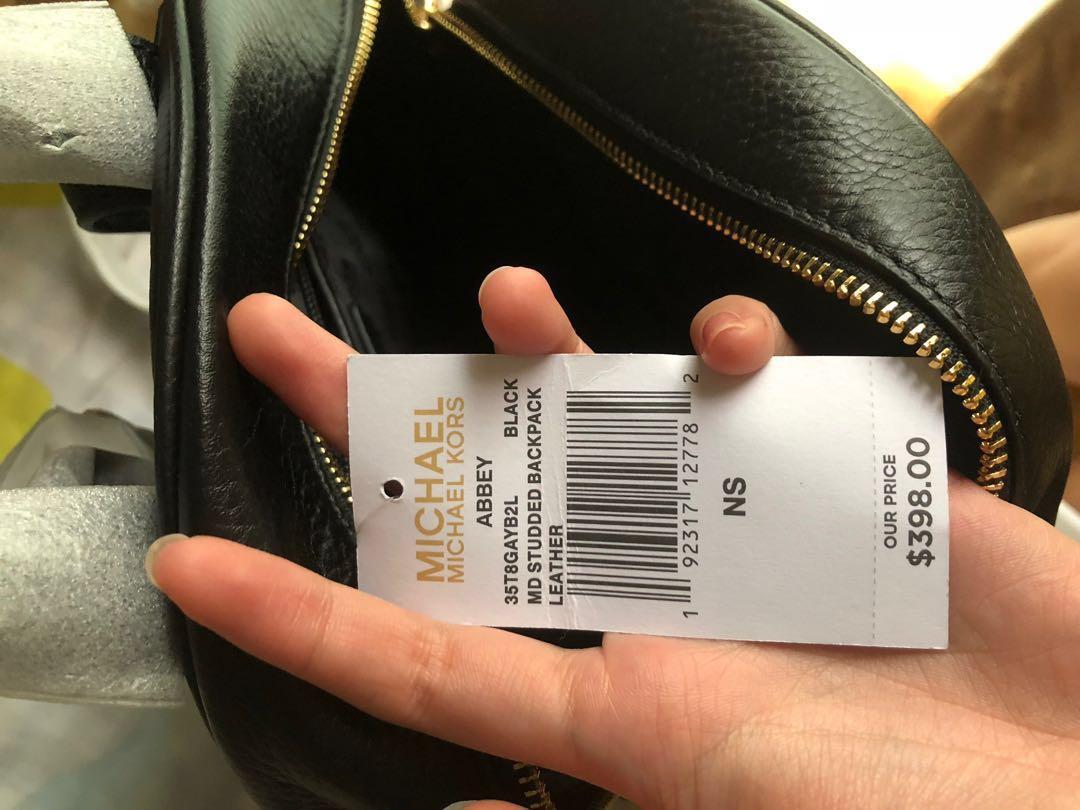 MICHAEL
MICHAEL KORS
ABBEY
35T8GAYB2L BLACK
MD STUDDED BACKPACK
LEATHER
1 92317 12778 2
NS
OUR PRICE
$398.00